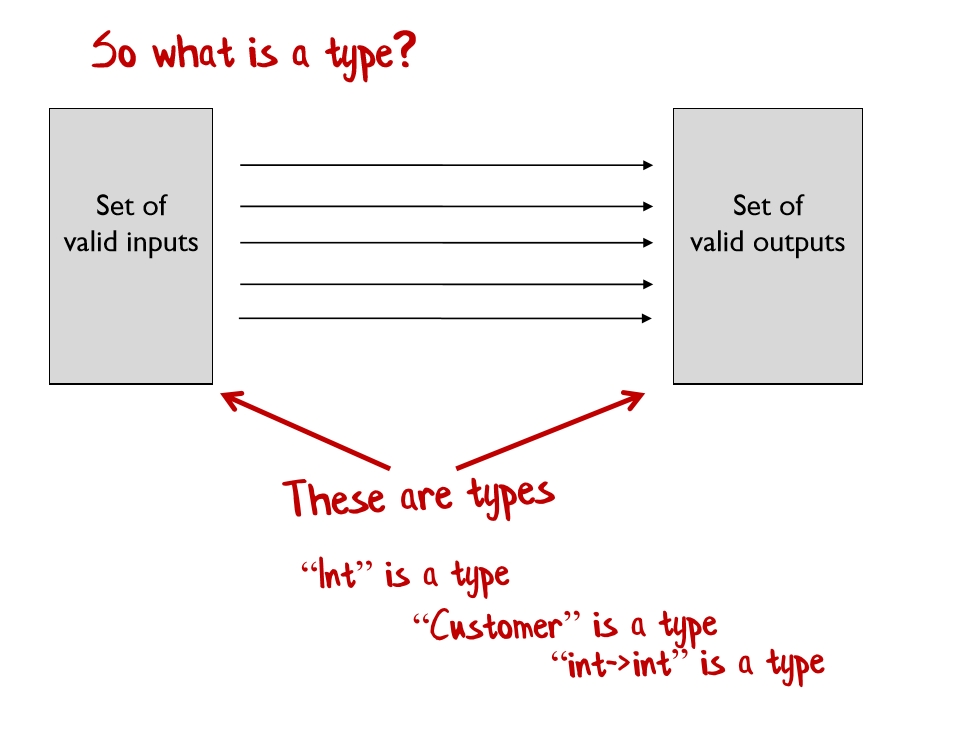 So what is a type?
Set of
valid inputs
Set of
valid outputs
These are types
“Int” is a type
“Customer” is a type
“int->int” is a type